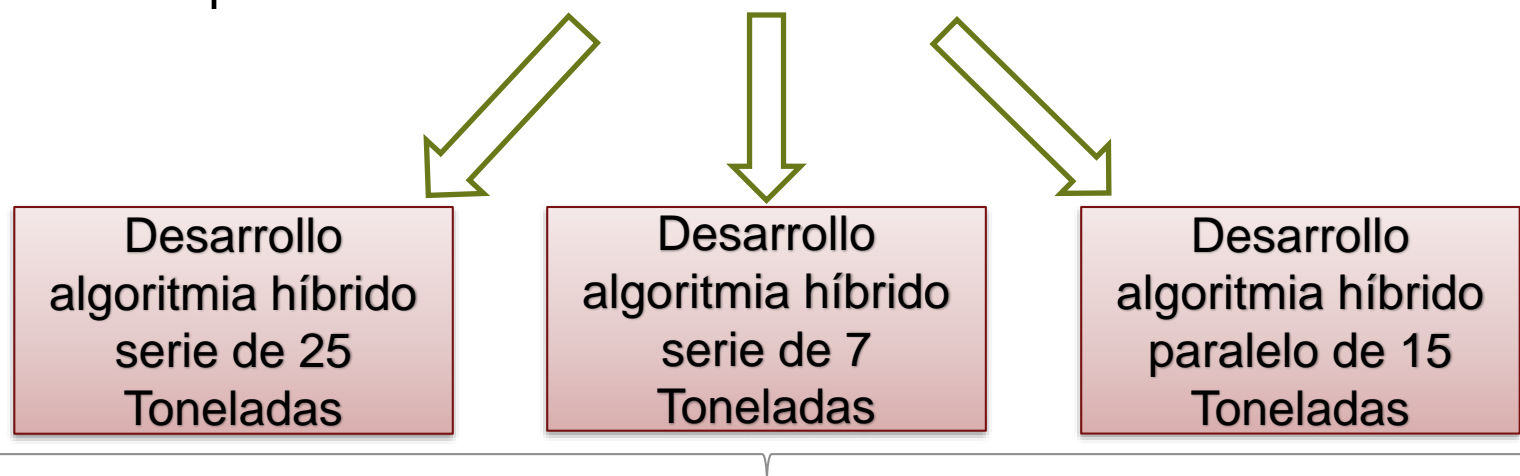 Desarrollo
algoritmia híbrido
serie de 25
Toneladas
Desarrollo
algoritmia híbrido
serie de 7
Toneladas
Desarrollo
algoritmia híbrido
paralelo de 15
Toneladas